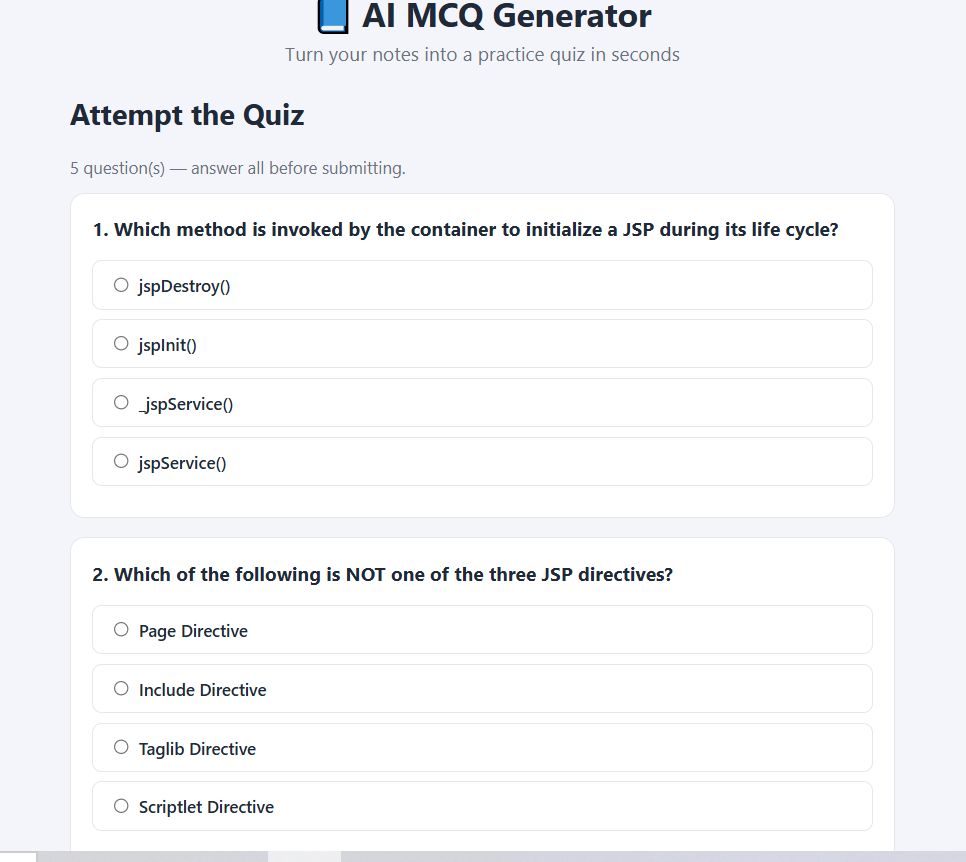 AI MCQ Generator
Turn your notes into a practice quiz in seconds
Attempt the Quiz
5 question(s) — answer all before submitting.
1. Which method is invoked by the container to initialize a JSP during its life cycle?
jspDestroy()
jspInit()
_jspService()
jspService()
2. Which of the following is NOT one of the three JSP directives?
Page Directive
Include Directive
Taglib Directive
Scriptlet Directive